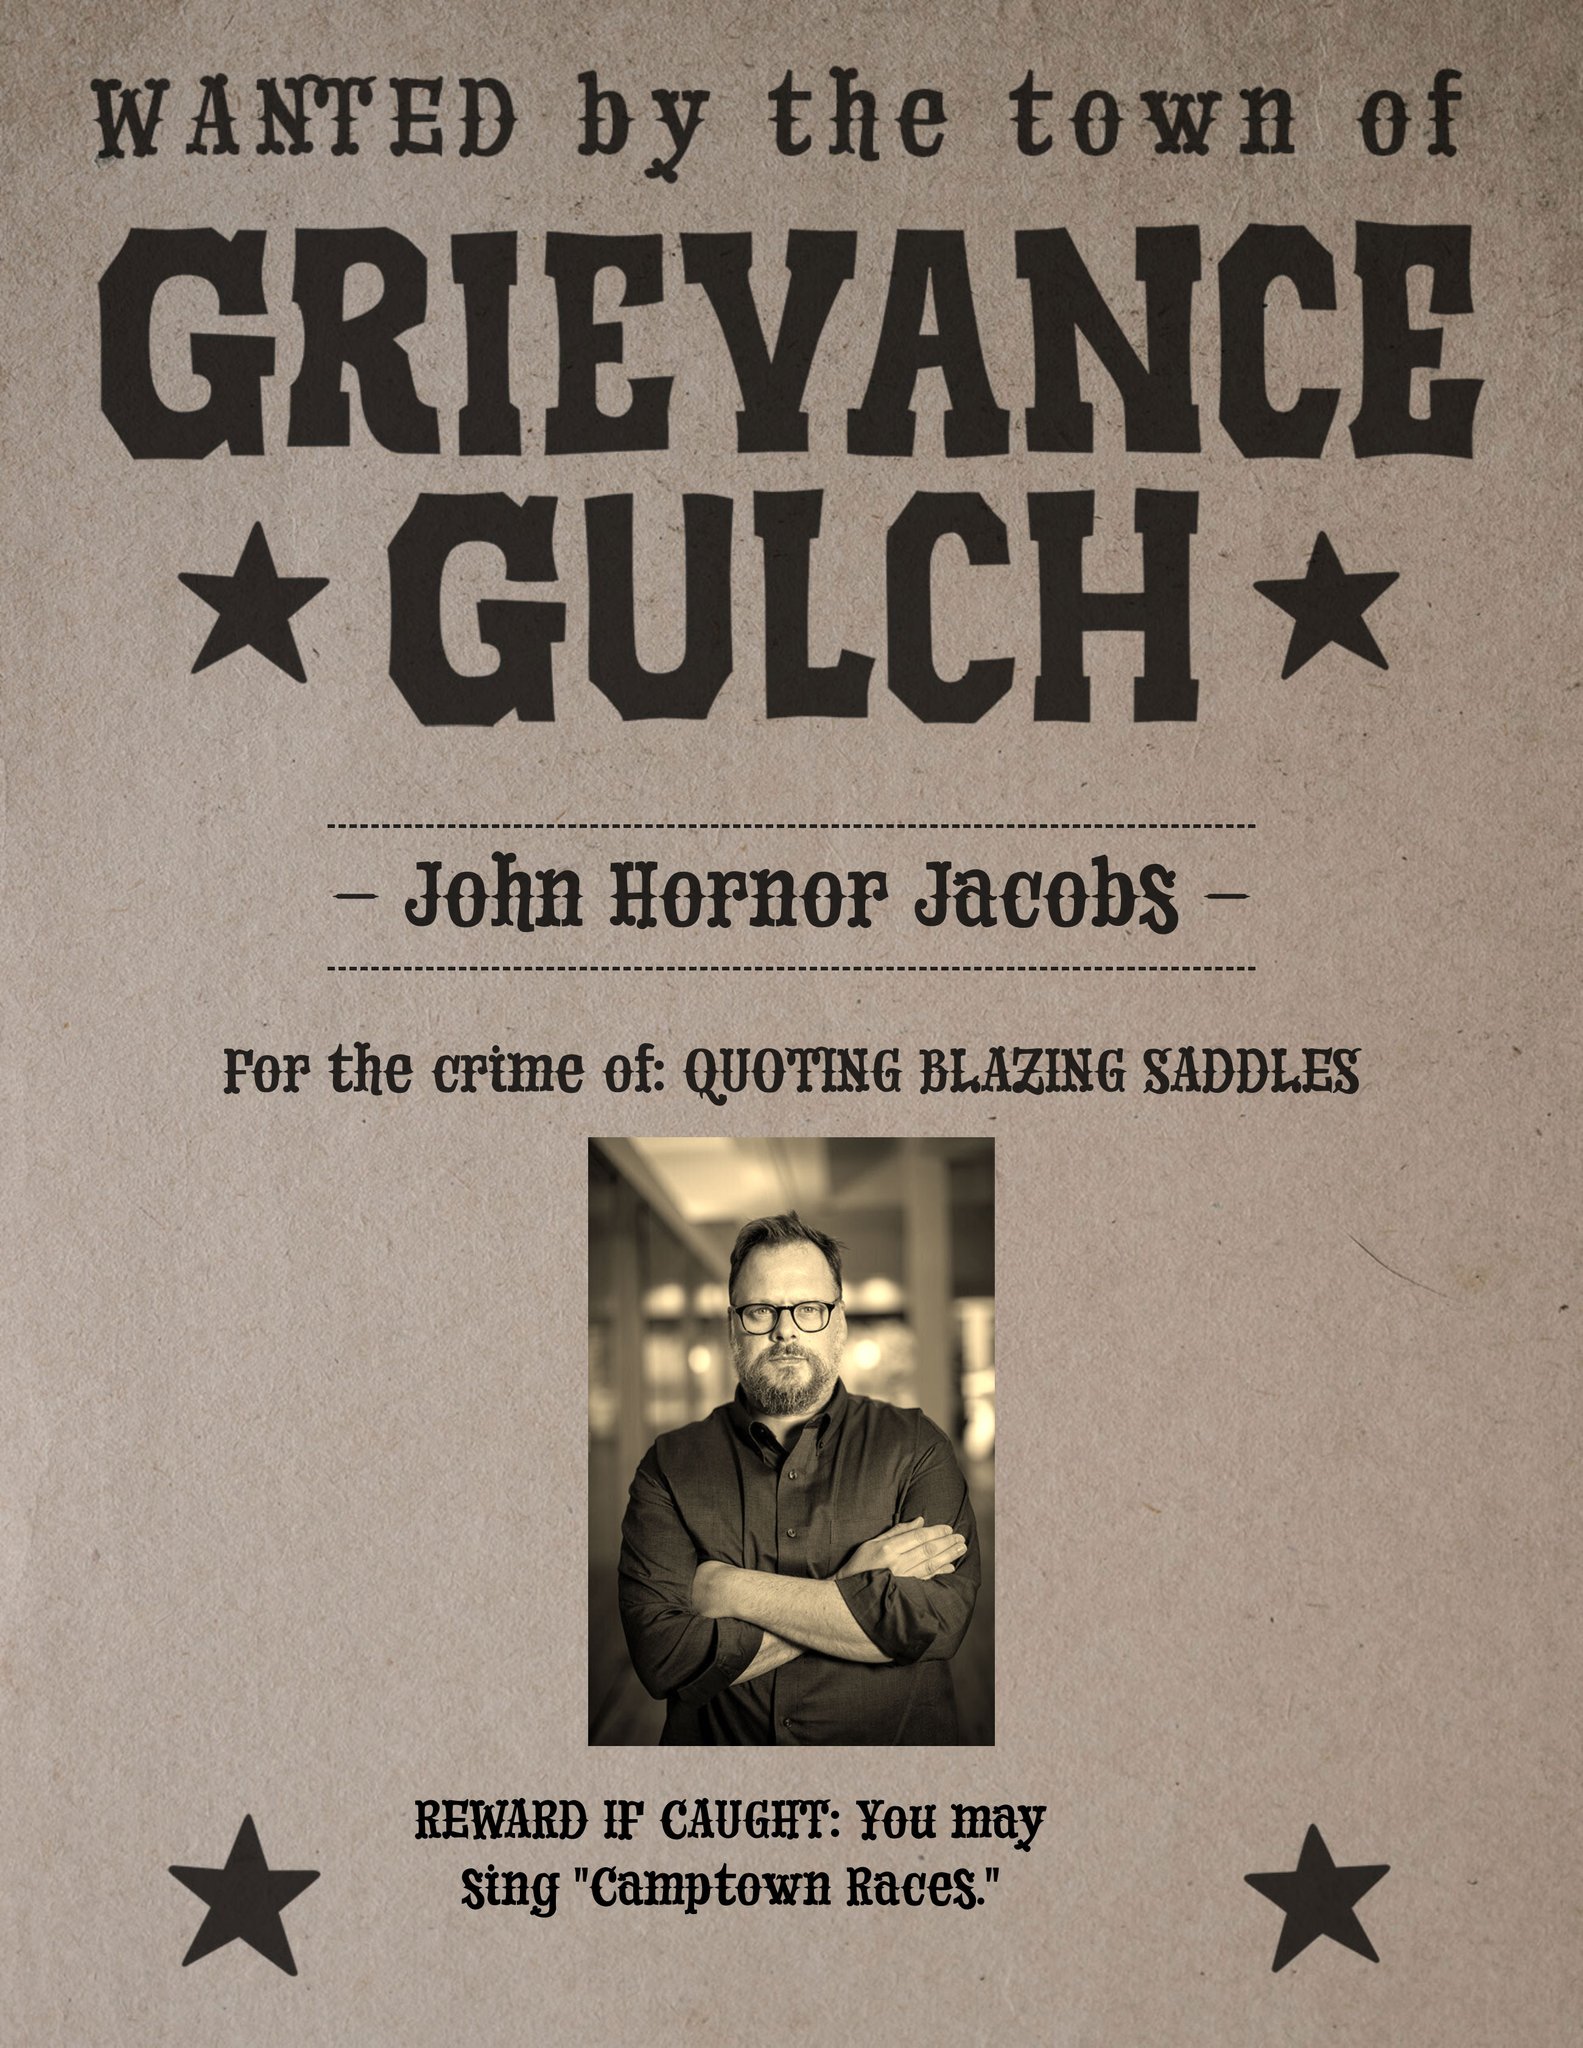 WANTED by the town of
GRIEVANCE
GULCH
– John Hornor Jacobs –
For the crime of: QUOTING BLAZING SADDLES
REWARD IF CAUGHT: You may
sing "Camptown Races."